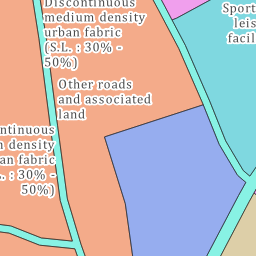 Discontinuous
medium density
urban fabric
(S.L. : 30% -
50%)
Sport
leis
facil
Other roads
and associated
land
ntinuous
n density
an fabric
L. : 30% -
50%)